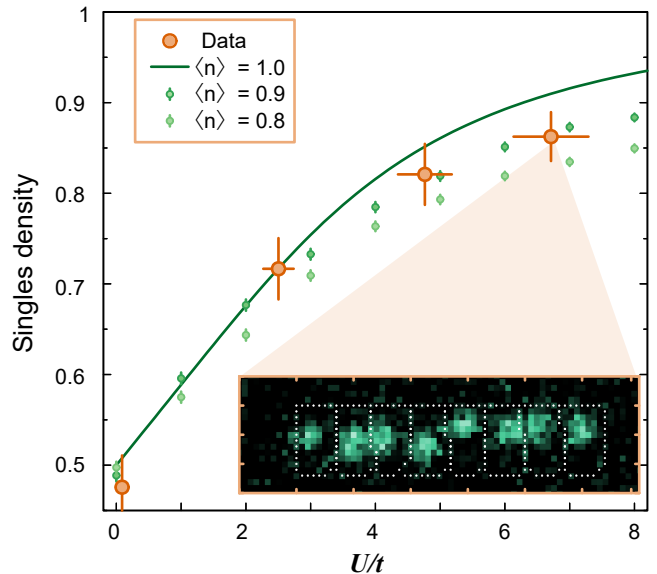 1
0.9
0.8
0.7
0.6
0.5
Singles density
Data
⟨n⟩ = 1.0
⟨n⟩ = 0.9
⟨n⟩ = 0.8
0 2 4 6 8
U/t